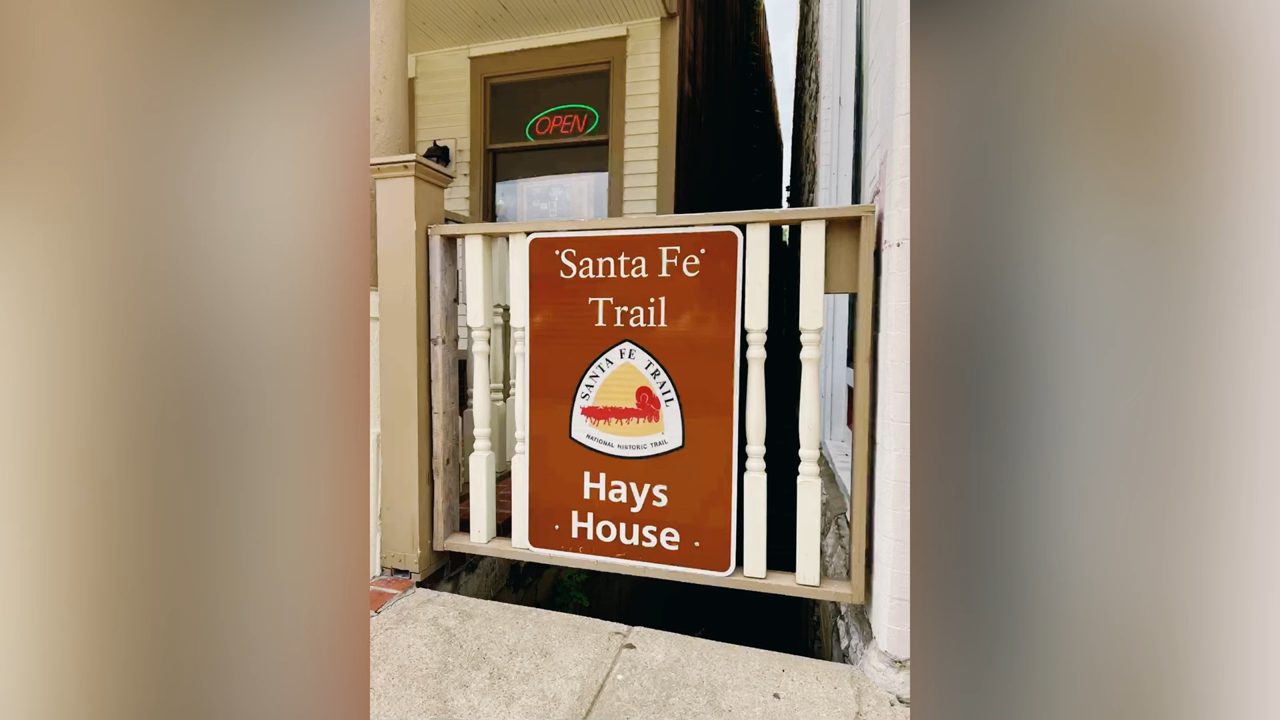 OPEN
Santa Fe
Trail
SANTA FE TRAIL
NATIONAL HISTORIC TRAIL
Hays
House